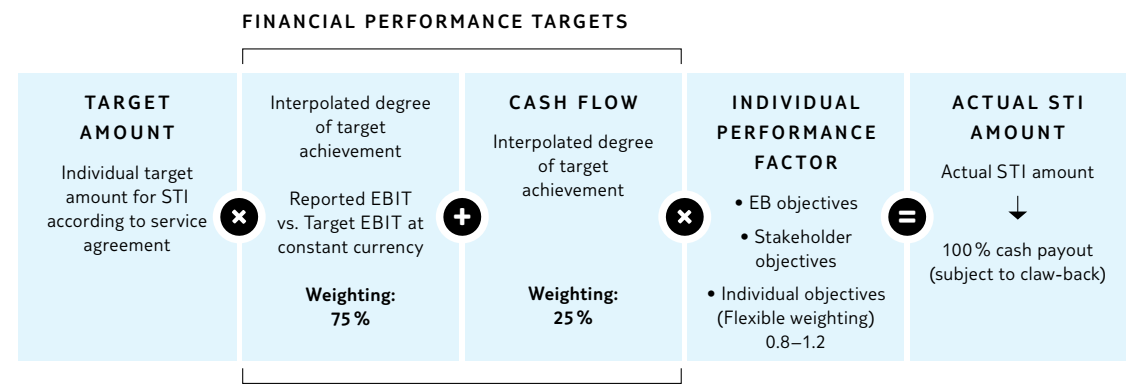 FINANCIAL PERFORMANCE TARGETS
TARGET
AMOUNT
Individual target
amount for STI
according to service
agreement
×
Interpolated degree
of target
achievement
Reported EBIT
vs. Target EBIT at
constant currency
Weighting:
75 %
+
CASH FLOW
Interpolated degree
of target
achievement
Weighting:
25 %
×
INDIVIDUAL
PERFORMANCE
FACTOR
• EB objectives
• Stakeholder
objectives
• Individual objectives
(Flexible weighting)
0.8–1.2
=
ACTUAL STI
AMOUNT
Actual STI amount
↓
100 % cash payout
(subject to claw-back)